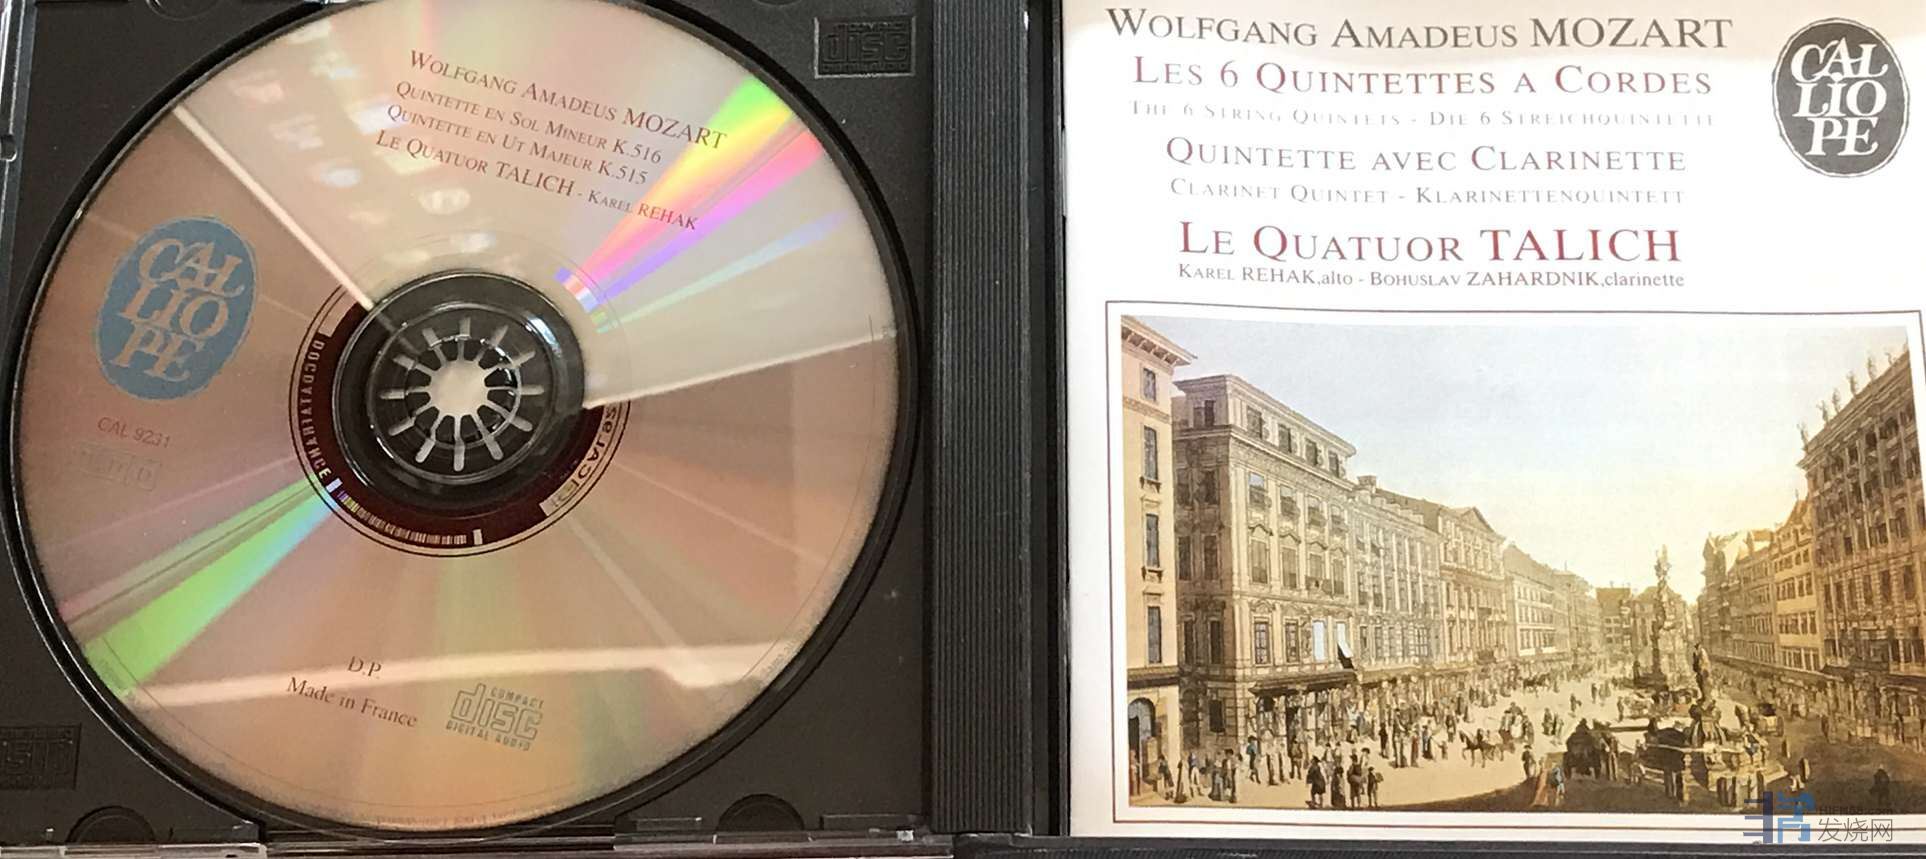 WOLFGANG AMADEUS MOZART
QUINTETTE EN SOL MINEUR K.516
QUINTETTE EN UT MAJEUR K.515
LE QUATUOR TALICH - KAREL REHAK
CAL
LIO
PE
CAL 9231
D.P.
Made in France
COMPACT
disc
DIGITAL AUDIO
WOLFGANG AMADEUS MOZART
LES 6 QUINTETTES A CORDES
THE 6 STRING QUINTETS - DIE 6 STREICHQUINTETTE
QUINTETTE AVEC CLARINETTE
CLARINET QUINTET - KLARINETTENQUINTETT
LE QUATUOR TALICH
KAREL REHAK,alto - BOHUSLAV ZAHARDNIK,clarinette
CAL
LIO
PE
发烧网